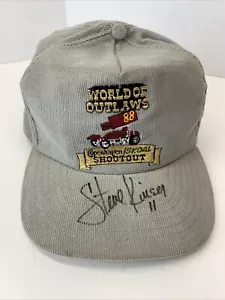 WORLD OF
OUTLAWS
88
Copenhagen/SKOAL
SHOOTOUT
Steve Kinser
11